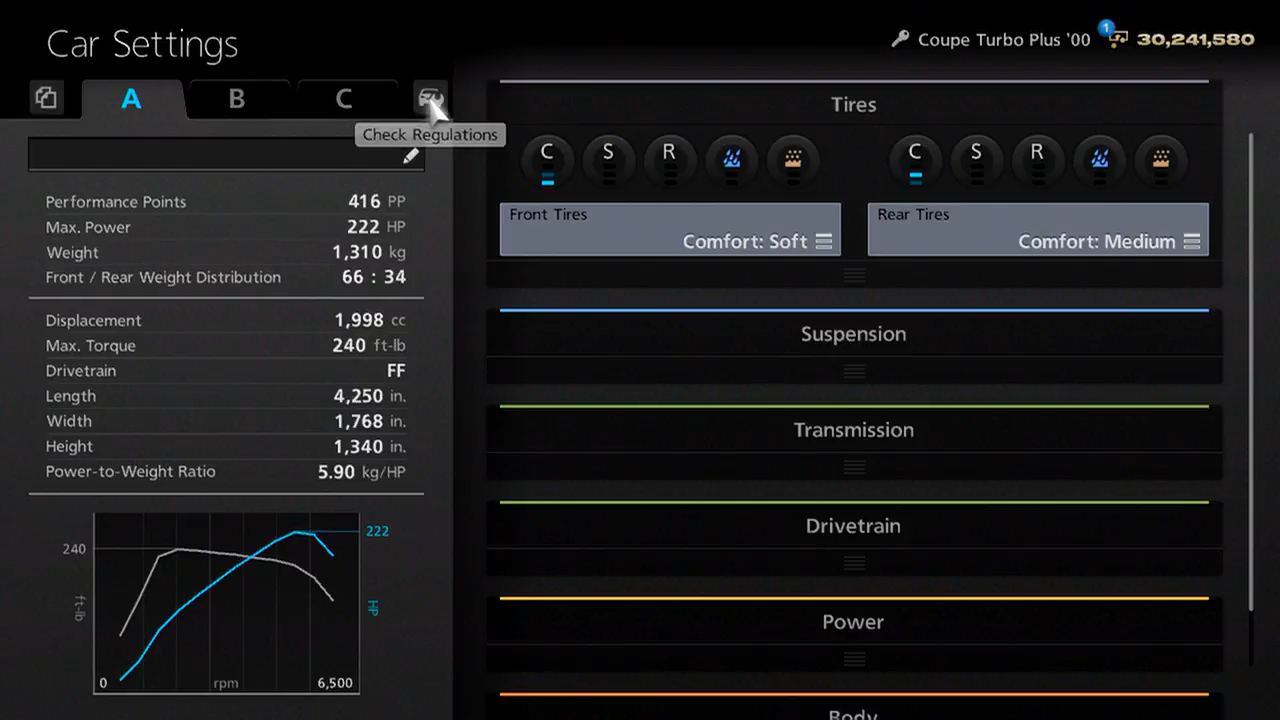 Car Settings
Coupe Turbo Plus '00
1
30,241,580
A
B
C
Check Regulations
Performance Points 416 PP
Max. Power 222 HP
Weight 1,310 kg
Front / Rear Weight Distribution 66 : 34
Displacement 1,998 cc
Max. Torque 240 ft-lb
Drivetrain FF
Length 4,250 in.
Width 1,768 in.
Height 1,340 in.
Power-to-Weight Ratio 5.90 kg/HP
222
240
ft-lb
HP
0 rpm 6,500
Tires
C S R
C S R
Front Tires
Comfort: Soft
Rear Tires
Comfort: Medium
Suspension
Transmission
Drivetrain
Power
Body